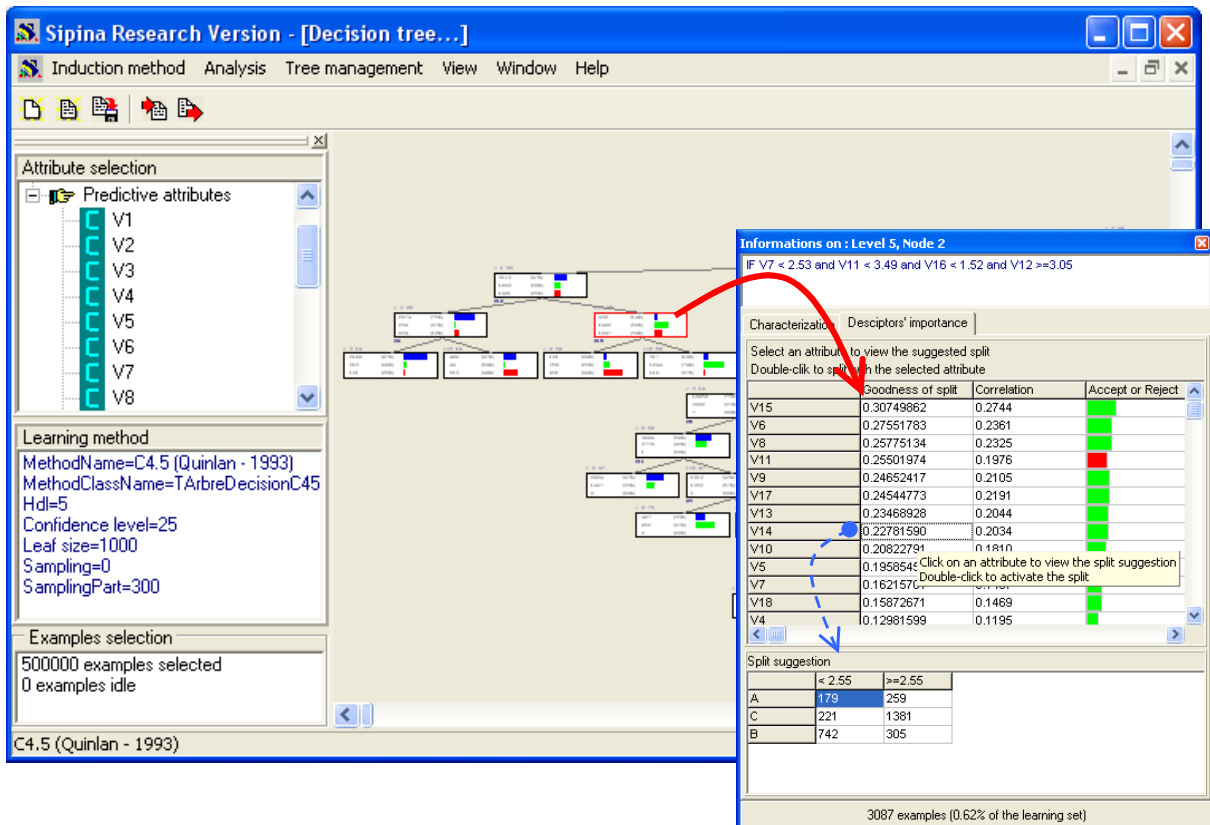 Sipina Research Version - [Decision tree...]
Induction method Analysis Tree management View Window Help
Attribute selection
Predictive attributes
V1
V2
V3
V4
V5
V6
V7
V8
Learning method
MethodName=C4.5 (Quinlan - 1993)
MethodClassName=TArbreDecisionC45
Hdl=5
Confidence level=25
Leaf size=1000
Sampling=0
SamplingPart=300
Examples selection
500000 examples selected
0 examples idle
C4.5 (Quinlan - 1993)
Informations on : Level 5, Node 2
IF V7 < 2.53 and V11 < 3.49 and V16 < 1.52 and V12 >=3.05
Characterization Desciptors' importance
Select an attribute to view the suggested split
Double-clik to split with the selected attribute
Goodness of split Correlation Accept or Reject
V15 0.30749862 0.2744
V6 0.27551783 0.2361
V8 0.25775134 0.2325
V11 0.25501974 0.1976
V9 0.24652417 0.2105
V17 0.24544773 0.2191
V13 0.23468928 0.2044
V14 0.22781590 0.2034
V10 0.20822791 0.1810
V5
Click on an attribute to view the split suggestion
V7
Double-click to activate the split
V18 0.15872671 0.1469
V4 0.12981599 0.1195
Split suggestion
< 2.55 >=2.55
A 179 259
C 221 1381
B 742 305
3087 examples (0.62% of the learning set)